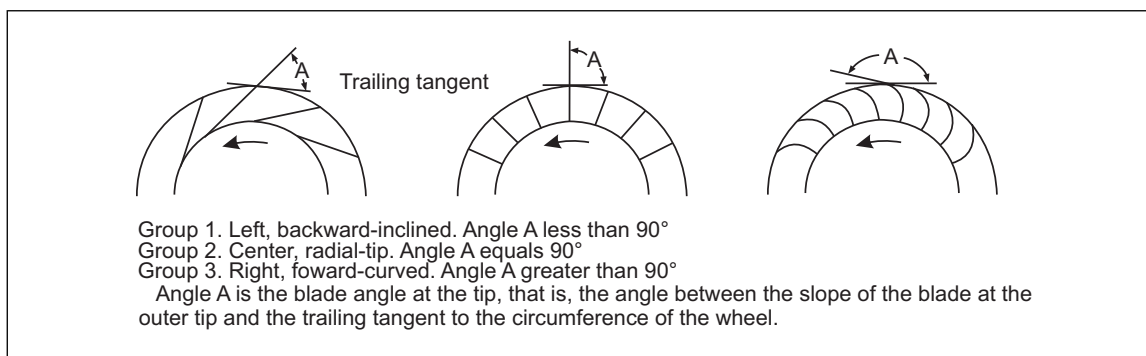 A
Trailing tangent
A
A
Group 1. Left, backward-inclined. Angle A less than 90°
Group 2. Center, radial-tip. Angle A equals 90°
Group 3. Right, foward-curved. Angle A greater than 90°
Angle A is the blade angle at the tip, that is, the angle between the slope of the blade at the
outer tip and the trailing tangent to the circumference of the wheel.